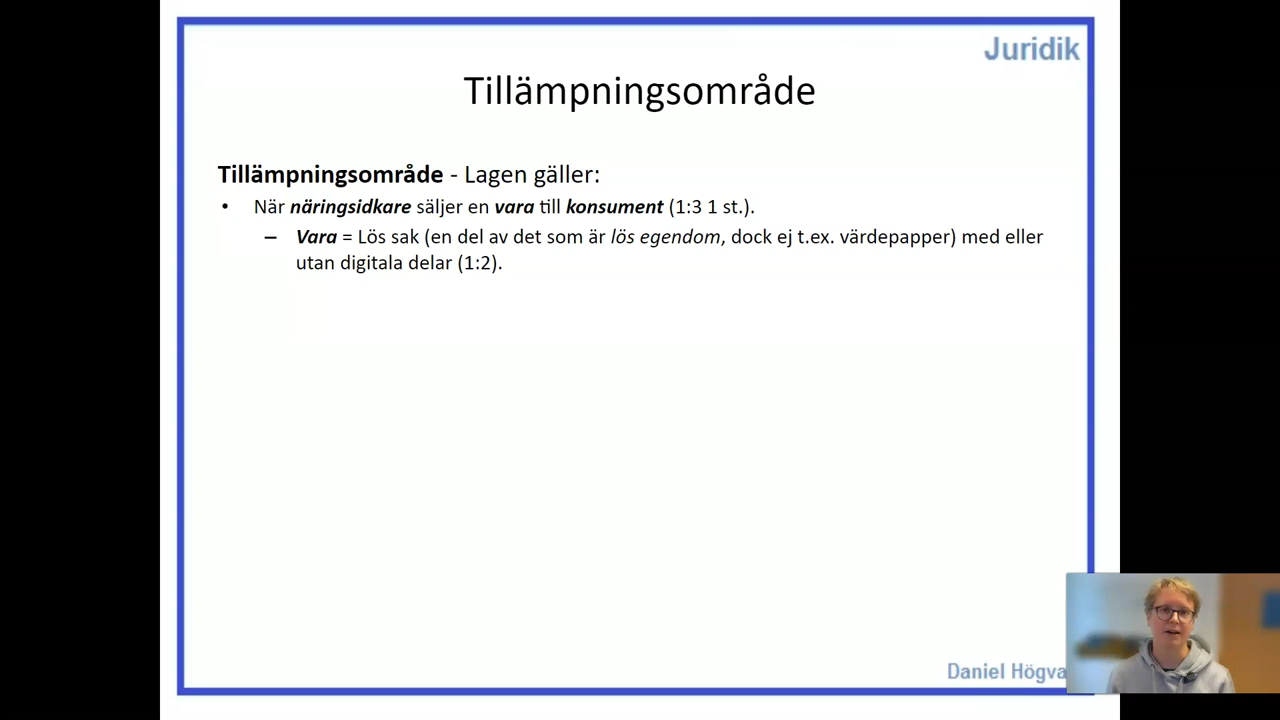 Juridik
Tillämpningsområde
Tillämpningsområde - Lagen gäller:
• När näringsidkare säljer en vara till konsument (1:3 1 st.).
– Vara = Lös sak (en del av det som är lös egendom, dock ej t.ex. värdepapper) med eller
utan digitala delar (1:2).
Daniel